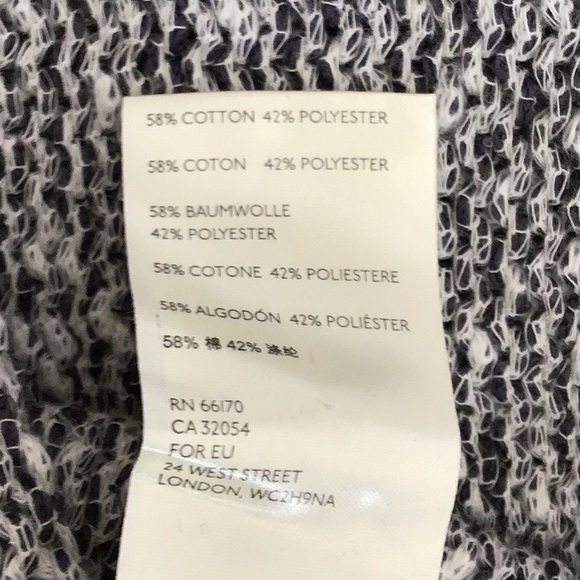 58% COTTON 42% POLYESTER
58% COTON 42% POLYESTER
58% BAUMWOLLE
42% POLYESTER
58% COTONE 42% POLIESTERE
58% ALGODÓN 42% POLIÉSTER
58% 棉 42% 涤纶
RN 66170
CA 32054
FOR EU
24 WEST STREET
LONDON, WC2H9NA